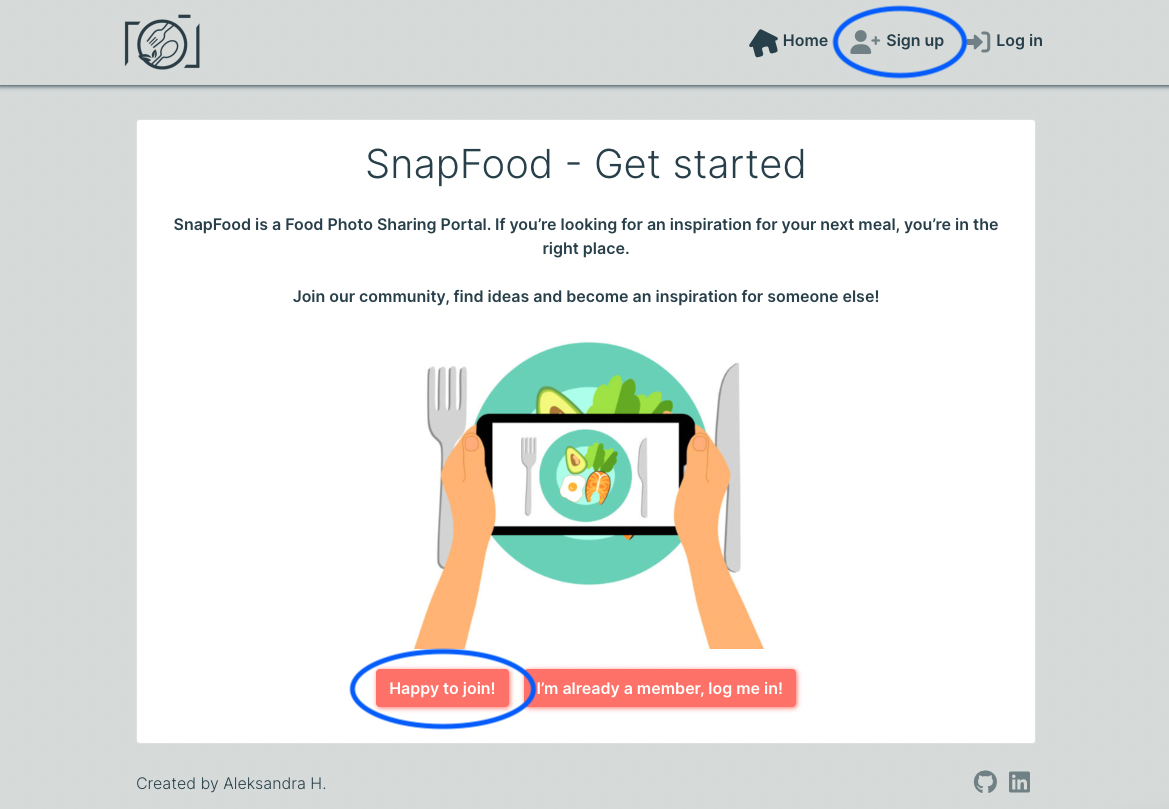 Home Sign up Log in
SnapFood - Get started
SnapFood is a Food Photo Sharing Portal. If you’re looking for an inspiration for your next meal, you’re in the
right place.
Join our community, find ideas and become an inspiration for someone else!
Happy to join! I’m already a member, log me in!
Created by Aleksandra H.